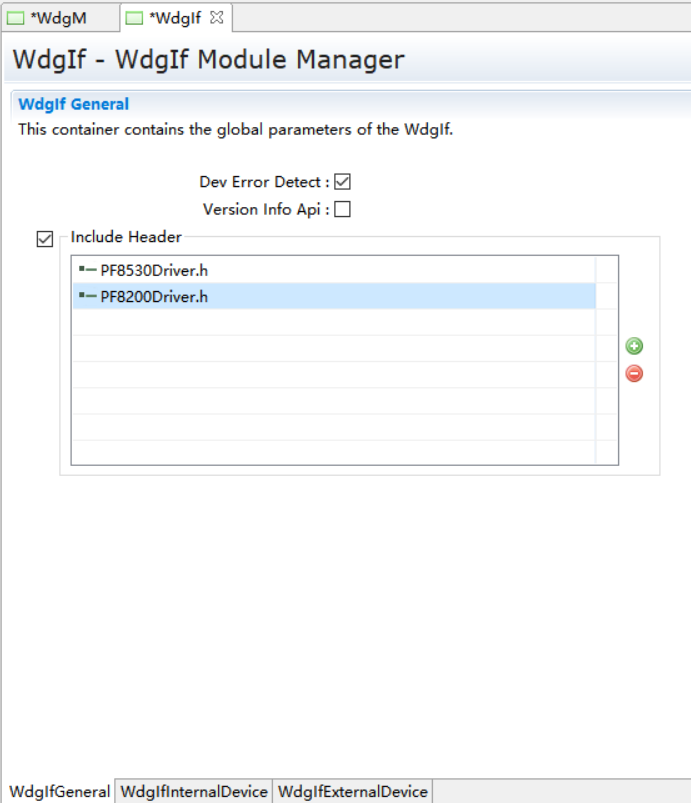 *WdgM
*WdgIf
WdgIf - WdgIf Module Manager
WdgIf General
This container contains the global parameters of the WdgIf.
Dev Error Detect :
Version Info Api :
Include Header
PF8530Driver.h
PF8200Driver.h
WdgIfGeneral WdgIfInternalDevice WdgIfExternalDevice